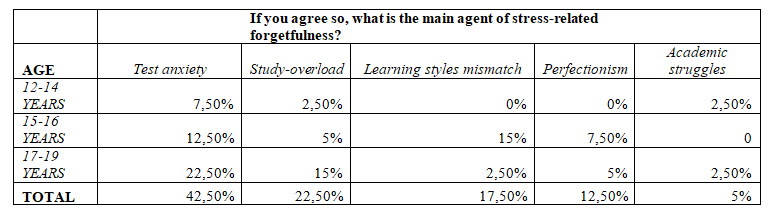 If you agree so, what is the main agent of stress-related
forgetfulness?
AGE Test anxiety Study-overload Learning styles mismatch Perfectionism Academic
struggles
12-14
YEARS 7,50% 2,50% 0% 0% 2,50%
15-16
YEARS 12,50% 5% 15% 7,50% 0
17-19
YEARS 22,50% 15% 2,50% 5% 2,50%
TOTAL 42,50% 22,50% 17,50% 12,50% 5%